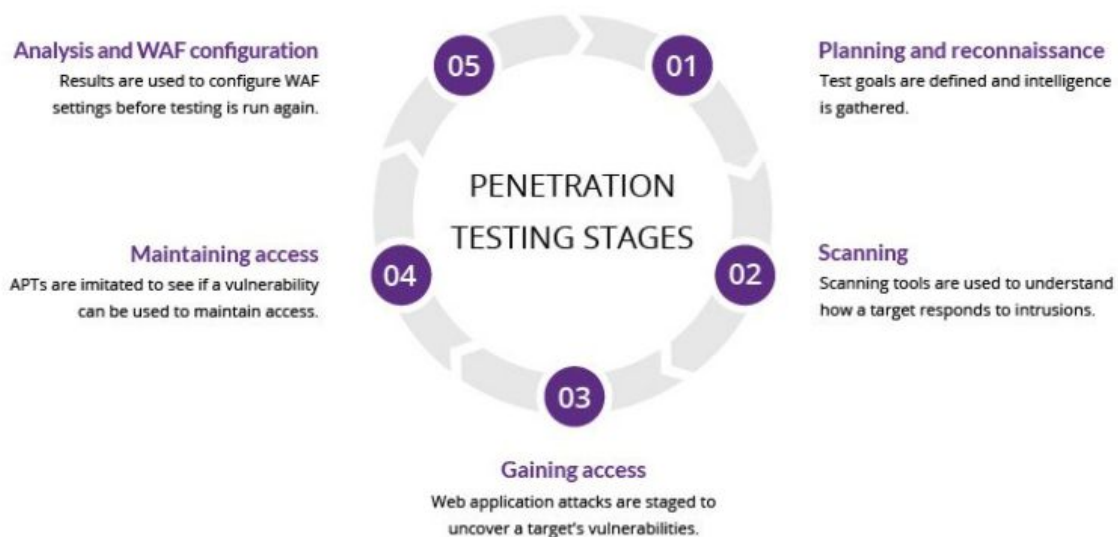 PENETRATION
TESTING STAGES
01
Planning and reconnaissance
Test goals are defined and intelligence
is gathered.
02
Scanning
Scanning tools are used to understand
how a target responds to intrusions.
03
Gaining access
Web application attacks are staged to
uncover a target's vulnerabilities.
04
Maintaining access
APTs are imitated to see if a vulnerability
can be used to maintain access.
05
Analysis and WAF configuration
Results are used to configure WAF
settings before testing is run again.